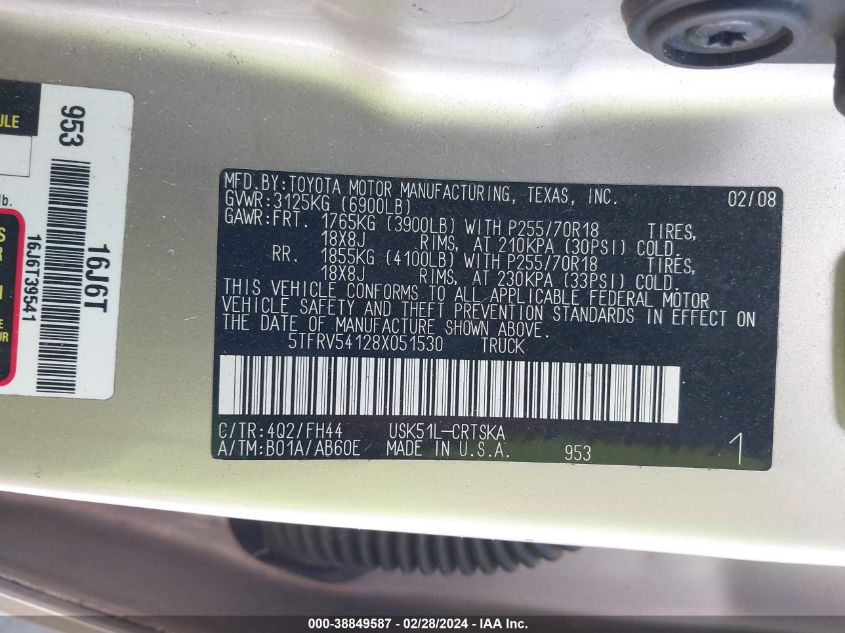 MFD.BY:TOYOTA MOTOR MANUFACTURING, TEXAS, INC. 02/08
GVWR:3125KG (6900LB)
GAWR:FRT. 1765KG (3900LB) WITH P255/70R18 TIRES,
18X8J RIMS, AT 210KPA (30PSI) COLD
RR. 1855KG (4100LB) WITH P255/70R18 TIRES,
18X8J RIMS, AT 230KPA (33PSI) COLD.
THIS VEHICLE CONFORMS TO ALL APPLICABLE FEDERAL MOTOR
VEHICLE SAFETY AND THEFT PREVENTION STANDARDS IN EFFECT ON
THE DATE OF MANUFACTURE SHOWN ABOVE.
5TFRV54128X051530 TRUCK
C/TR:4Q2/FH44 USK51L-CRTSKA
A/TM:B01A/AB60E MADE IN U.S.A. 953 1
953
16J6T
16J6T39541
ULE
lb.
000-38849587 - 02/28/2024 - IAA Inc.